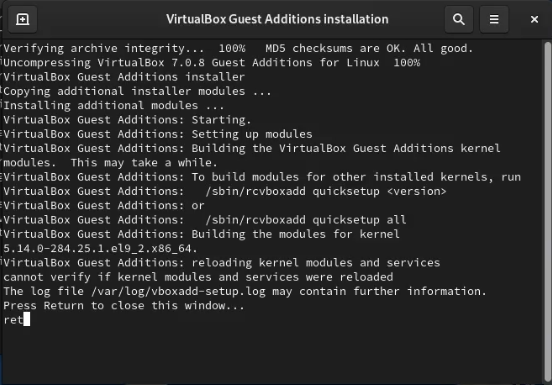 VirtualBox Guest Additions installation
Verifying archive integrity...  100%   MD5 checksums are OK. All good.
Uncompressing VirtualBox 7.0.8 Guest Additions for Linux  100%
VirtualBox Guest Additions installer
Copying additional installer modules ...
Installing additional modules ...
VirtualBox Guest Additions: Starting.
VirtualBox Guest Additions: Setting up modules
VirtualBox Guest Additions: Building the VirtualBox Guest Additions kernel
modules.  This may take a while.
VirtualBox Guest Additions: To build modules for other installed kernels, run
VirtualBox Guest Additions:   /sbin/rcvboxadd quicksetup <version>
VirtualBox Guest Additions: or
VirtualBox Guest Additions:   /sbin/rcvboxadd quicksetup all
VirtualBox Guest Additions: Building the modules for kernel
5.14.0-284.25.1.el9_2.x86_64.
VirtualBox Guest Additions: reloading kernel modules and services
cannot verify if kernel modules and services were reloaded
The log file /var/log/vboxadd-setup.log may contain further information.
Press Return to close this window...
ret